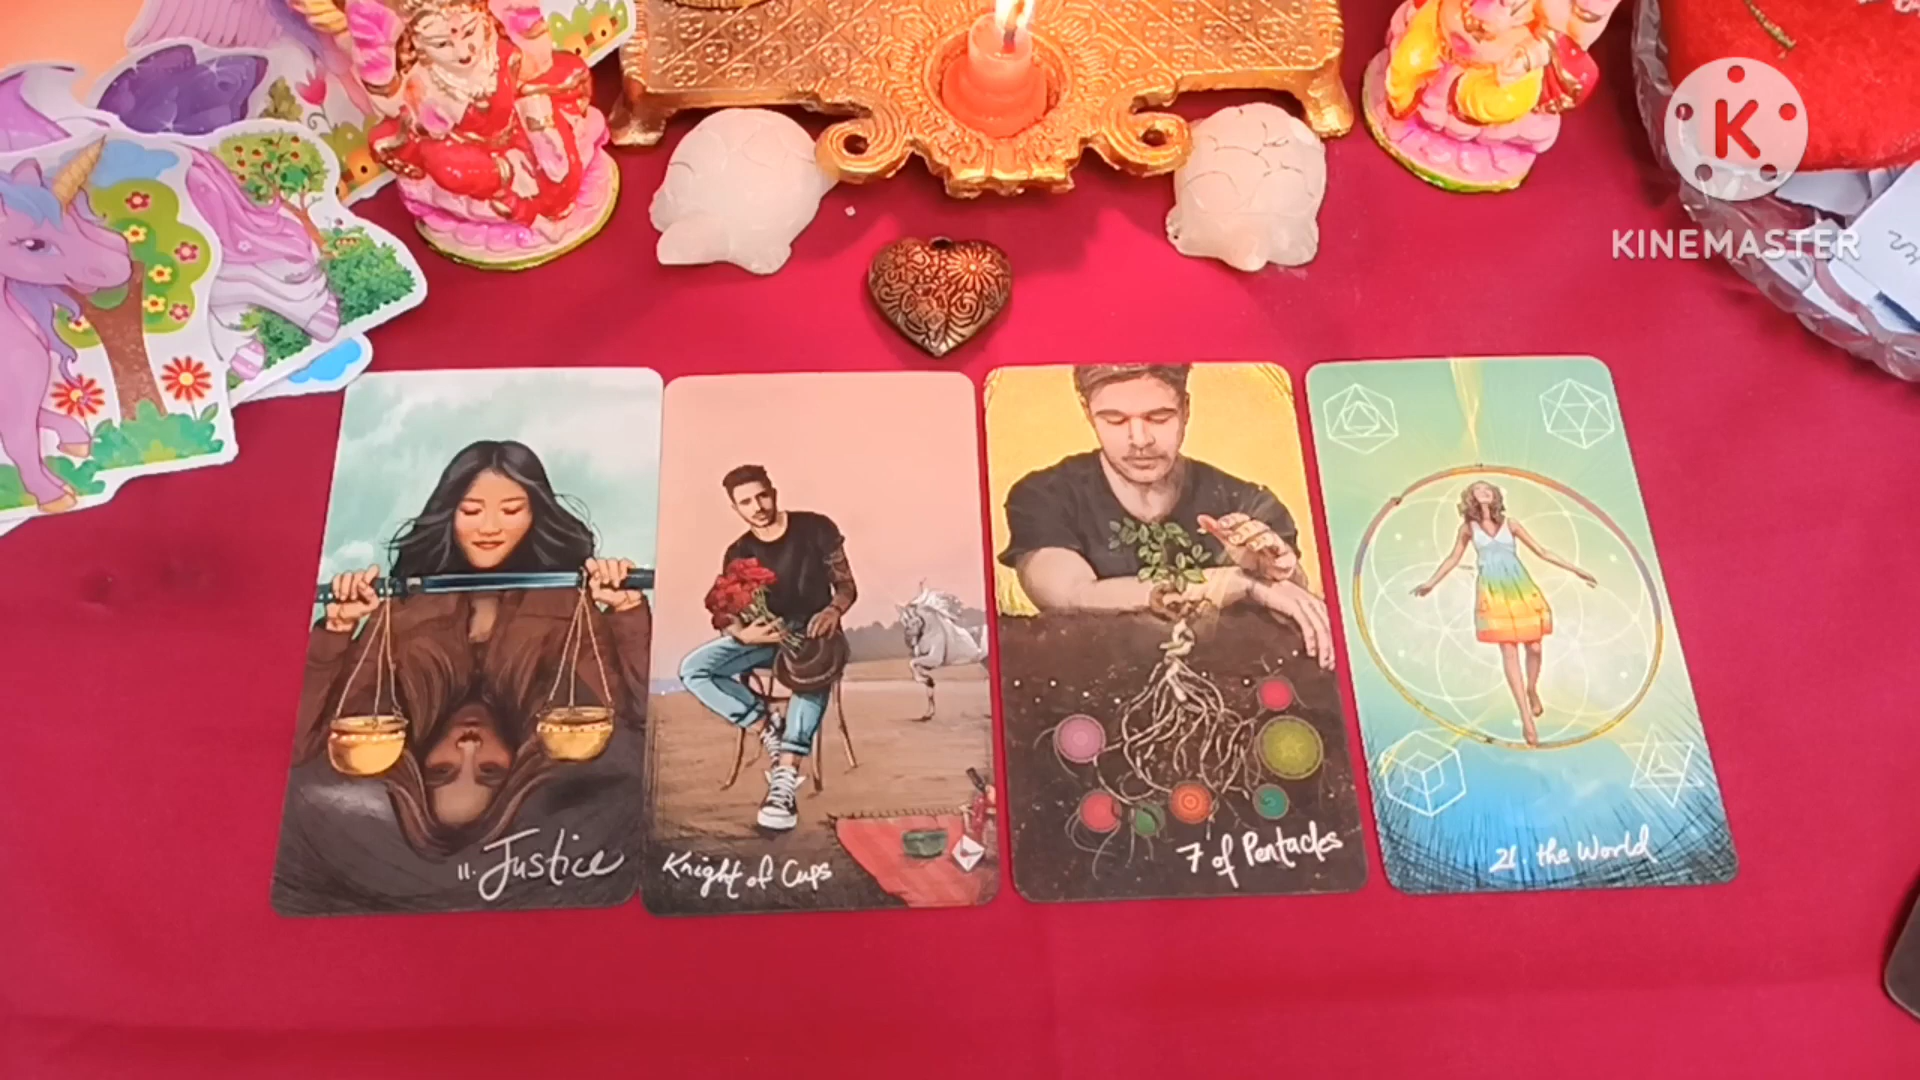 K
KINEMASTER
11. Justice
Knight of Cups
7 of Pentacles
21. the World